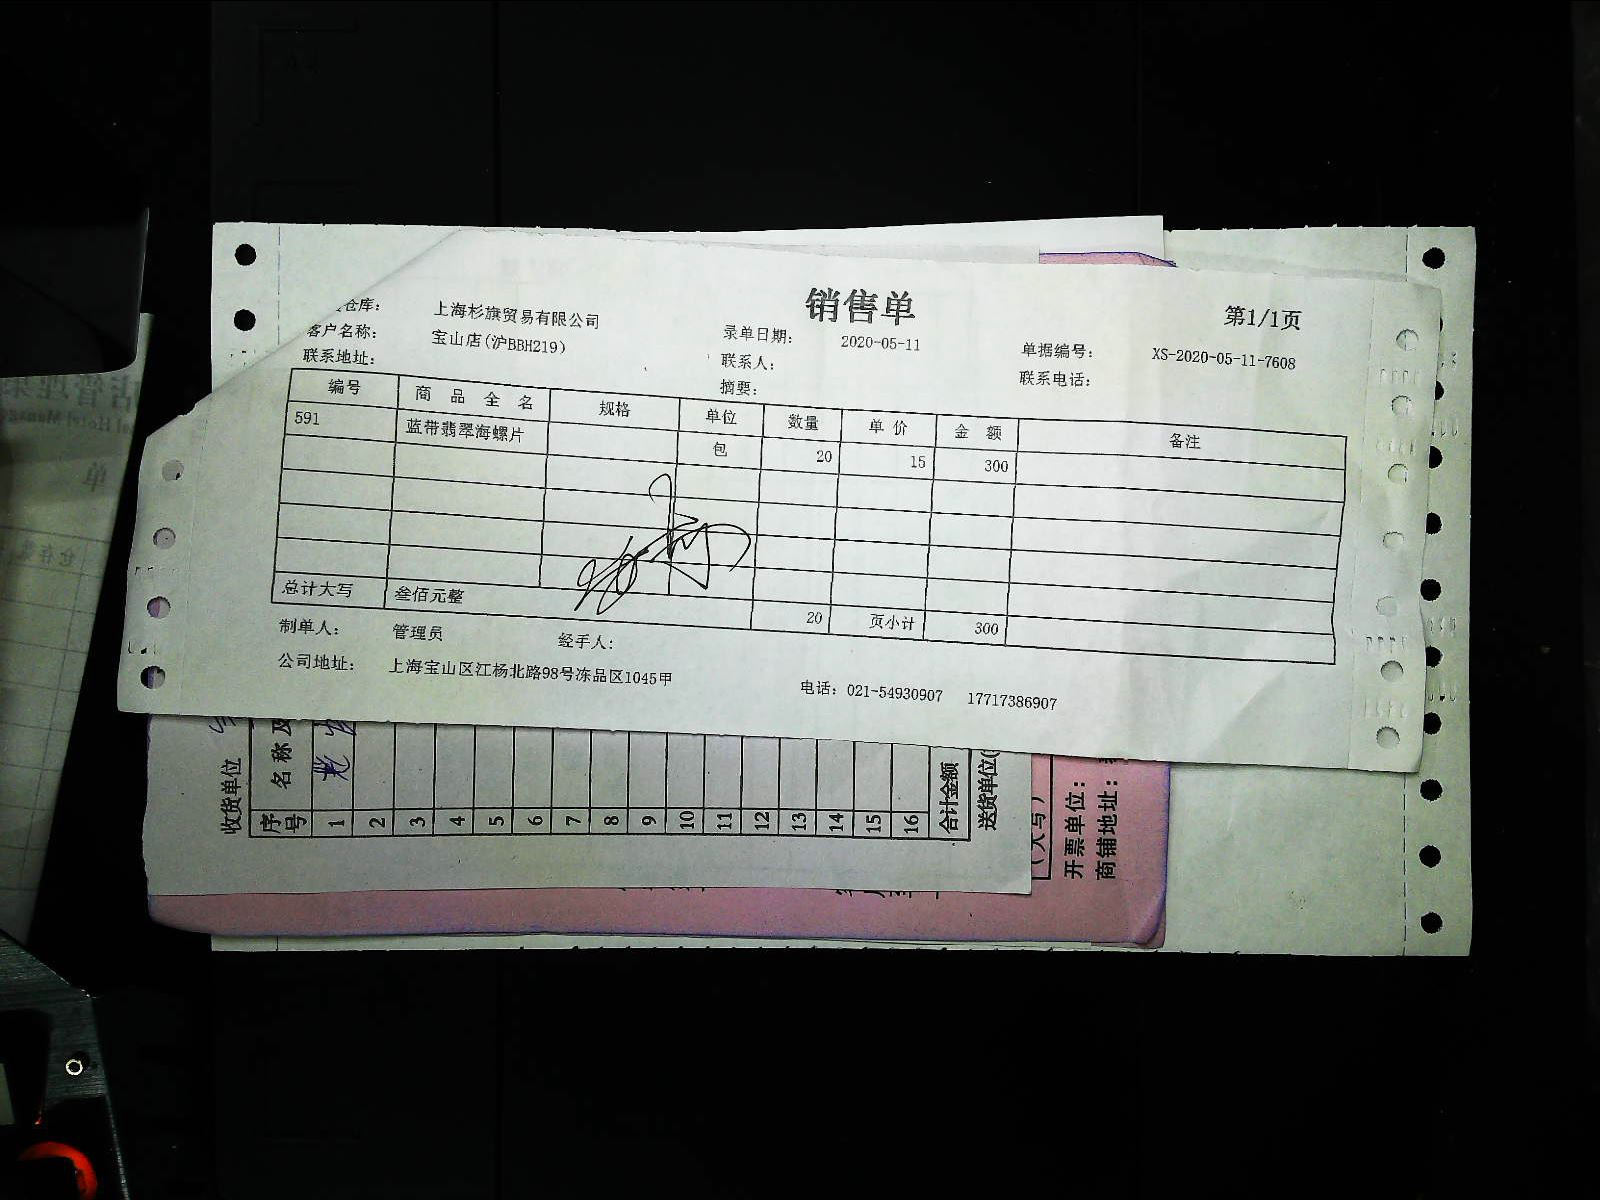 销售单
第1/1页
仓库： 上海杉旗贸易有限公司
客户名称： 宝山店(沪BBH219) 录单日期： 2020-05-11 单据编号： XS-2020-05-11-7608
联系地址： 联系人： 联系电话：
摘要：
编号 商品全名 规格 单位 数量 单价 金额 备注
591 蓝带翡翠海螺片 包 20 15 300
总计大写 叁佰元整 20 页小计 300
制单人： 管理员 经手人：
公司地址： 上海宝山区江杨北路98号冻品区1045甲 电话：021-54930907 17717386907
收货单位
序号 名称及
1
2
3
4
5
6
7
8
9
10
11
12
13
14
15
16
合计金额
送货单位(
开票单位：
商铺地址：